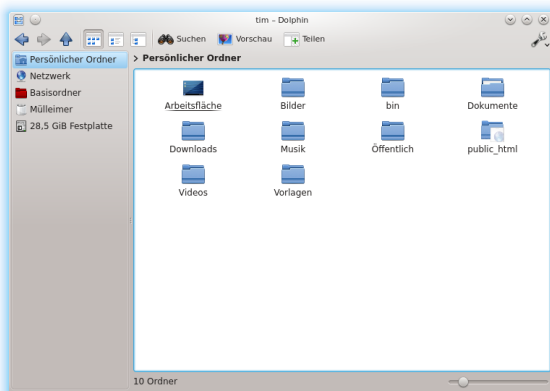 tim – Dolphin
Suchen Vorschau Teilen
Persönlicher Ordner
Netzwerk
Basisordner
Mülleimer
28,5 GiB Festplatte
> Persönlicher Ordner
Arbeitsfläche Bilder bin Dokumente
Downloads Musik Öffentlich public_html
Videos Vorlagen
10 Ordner